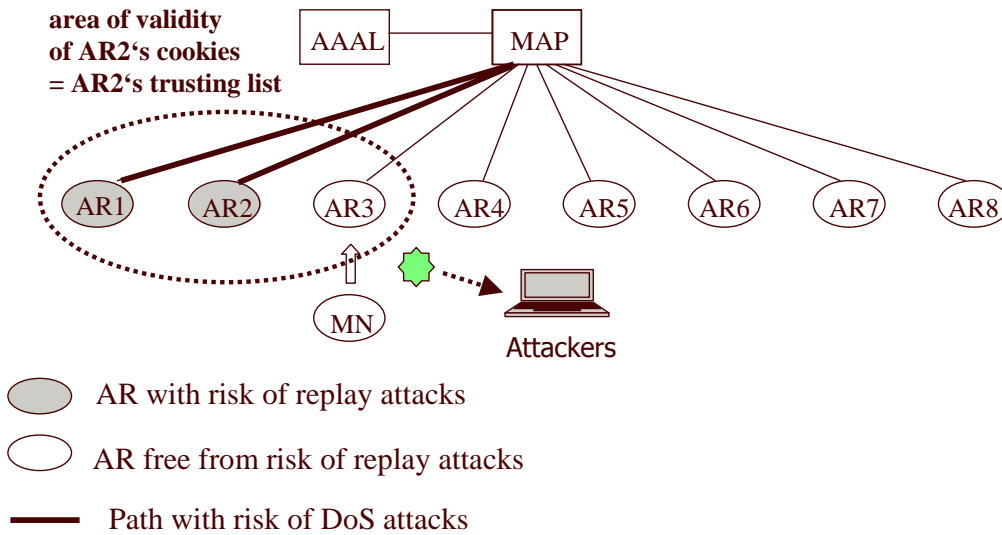 area of validity
of AR2‘s cookies
= AR2‘s trusting list
AAAL
MAP
AR1
AR2
AR3
AR4
AR5
AR6
AR7
AR8
MN
Attackers
AR with risk of replay attacks
AR free from risk of replay attacks
Path with risk of DoS attacks